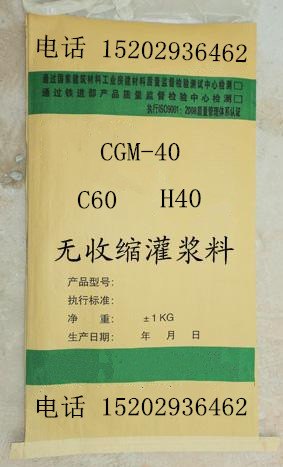 电话 15202936462
通过国家建筑材料工业房建材料质量监督检验测试中心检测
通过铁道部产品质量监督检验中心检测
执行ISO9001：2008质量管理体系认证
CGM-40
C60 H40
无收缩灌浆料
产品型号：
执行标准：
净 重： ±1KG
生产日期： 年 月 日
电话 15202936462